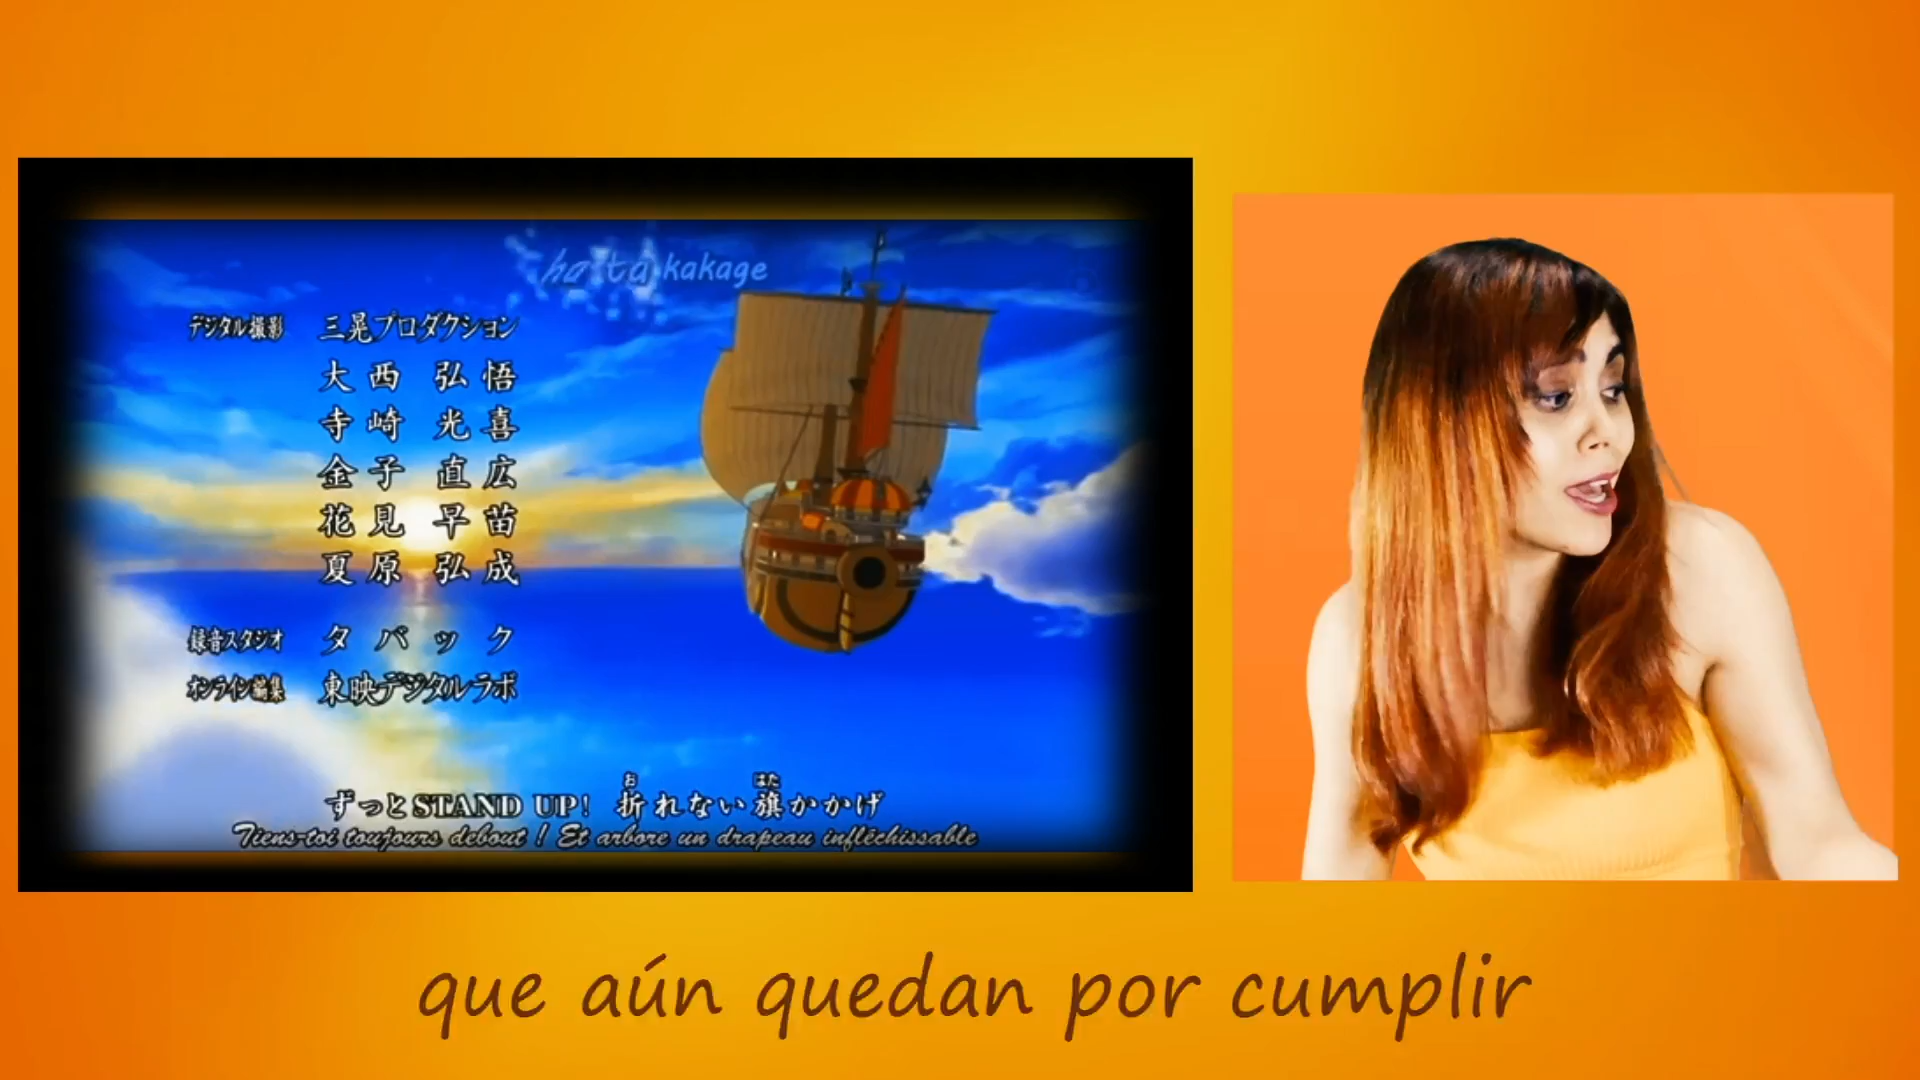 hata kakage
デジタル撮影 三晃プロダクション
大西 弘悟
寺崎 光喜
金子 直広
花見 早苗
夏原 弘成
録音スタジオ タバック
オンライン編集 東映デジタルラボ
お はた
ずっとSTAND UP! 折れない旗かかげ
Tiens-toi toujours debout ! Et arbore un drapeau infléchissable
que aún quedan por cumplir